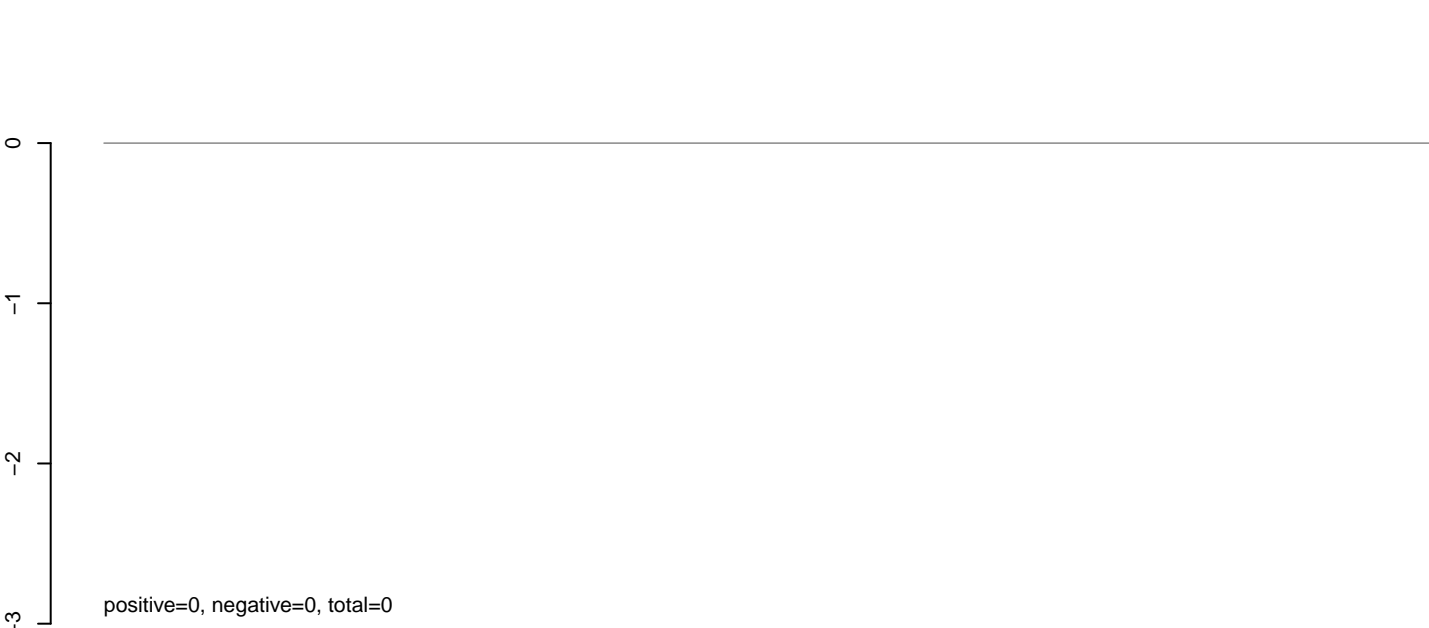 0
−1
−2
−3
positive=0, negative=0, total=0